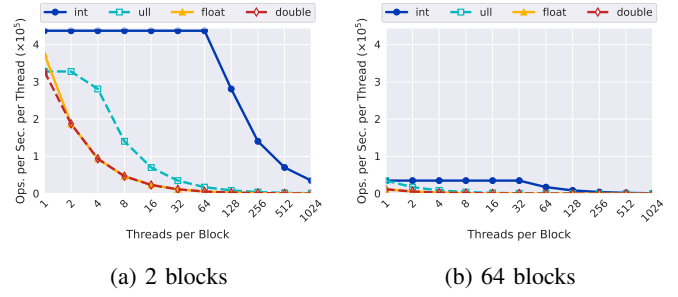 int ull float double
Ops. per Sec. per Thread (×10⁵)
4
3
2
1
0
1 2 4 8 16 32 64 128 256 512 1024
Threads per Block
(a) 2 blocks
int ull float double
Ops. per Sec. per Thread (×10⁵)
4
3
2
1
0
1 2 4 8 16 32 64 128 256 512 1024
Threads per Block
(b) 64 blocks